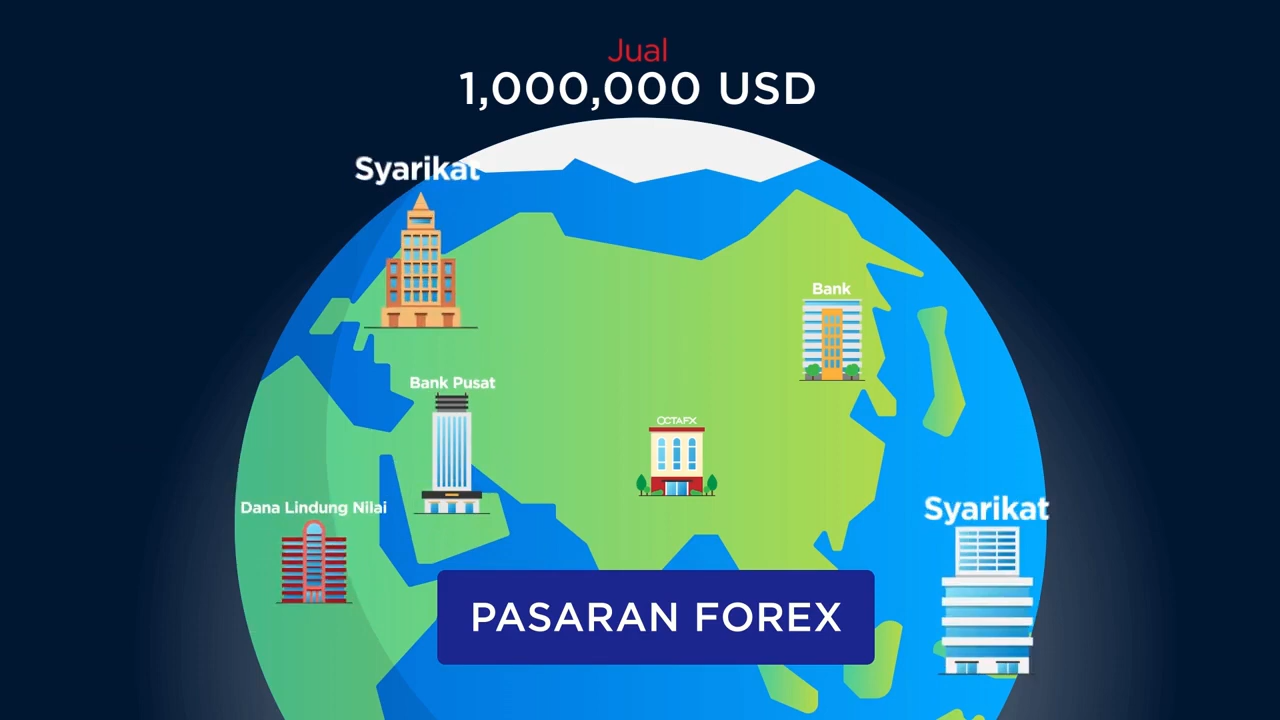 Jual
1,000,000 USD
Syarikat
Bank
Bank Pusat
OCTAFX
Dana Lindung Nilai
Syarikat
PASARAN FOREX